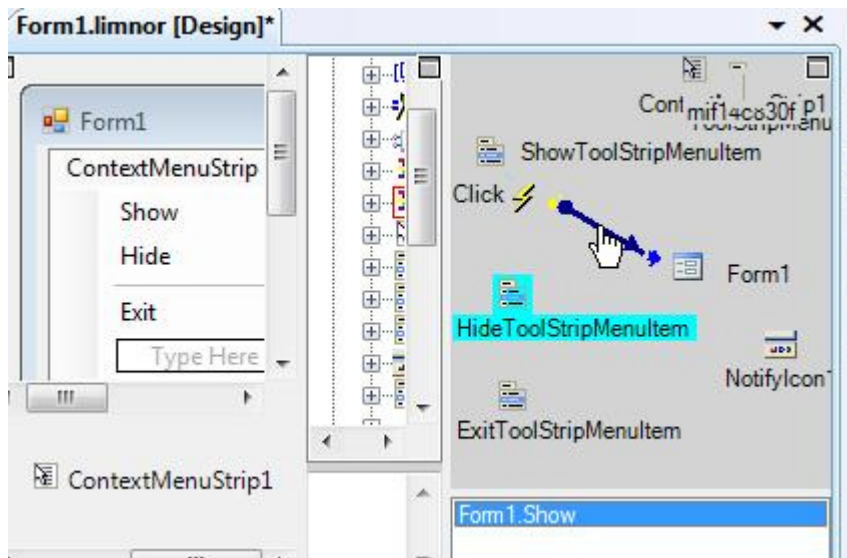 Form1.limnor [Design]*
Form1
ContextMenuStrip
Show
Hide
Exit
Type Here
ContextMenuStrip1
mif14c830f
ShowToolStripMenuItem
Click
Form1
HideToolStripMenuItem
NotifyIcon
ExitToolStripMenuItem
Form1.Show